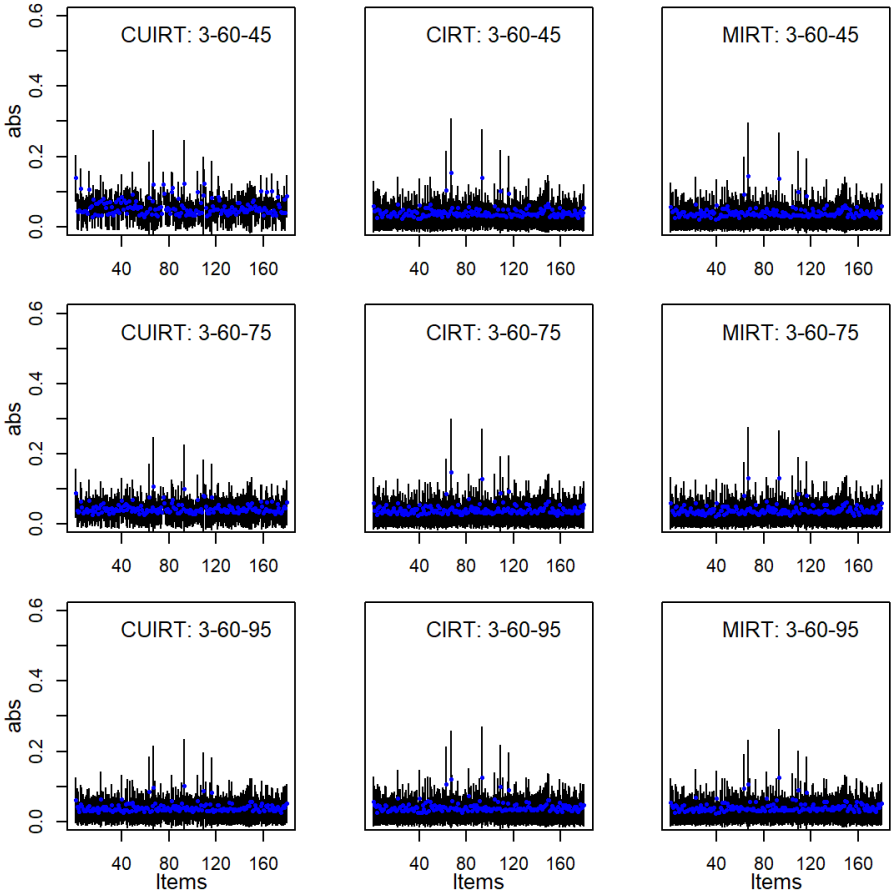 CUIRT: 3-60-45
CIRT: 3-60-45
MIRT: 3-60-45
abs
0.0 0.2 0.4 0.6
40 80 120 160
40 80 120 160
40 80 120 160
CUIRT: 3-60-75
CIRT: 3-60-75
MIRT: 3-60-75
abs
0.0 0.2 0.4 0.6
40 80 120 160
40 80 120 160
40 80 120 160
CUIRT: 3-60-95
CIRT: 3-60-95
MIRT: 3-60-95
abs
0.0 0.2 0.4 0.6
40 80 120 160
40 80 120 160
40 80 120 160
Items
Items
Items